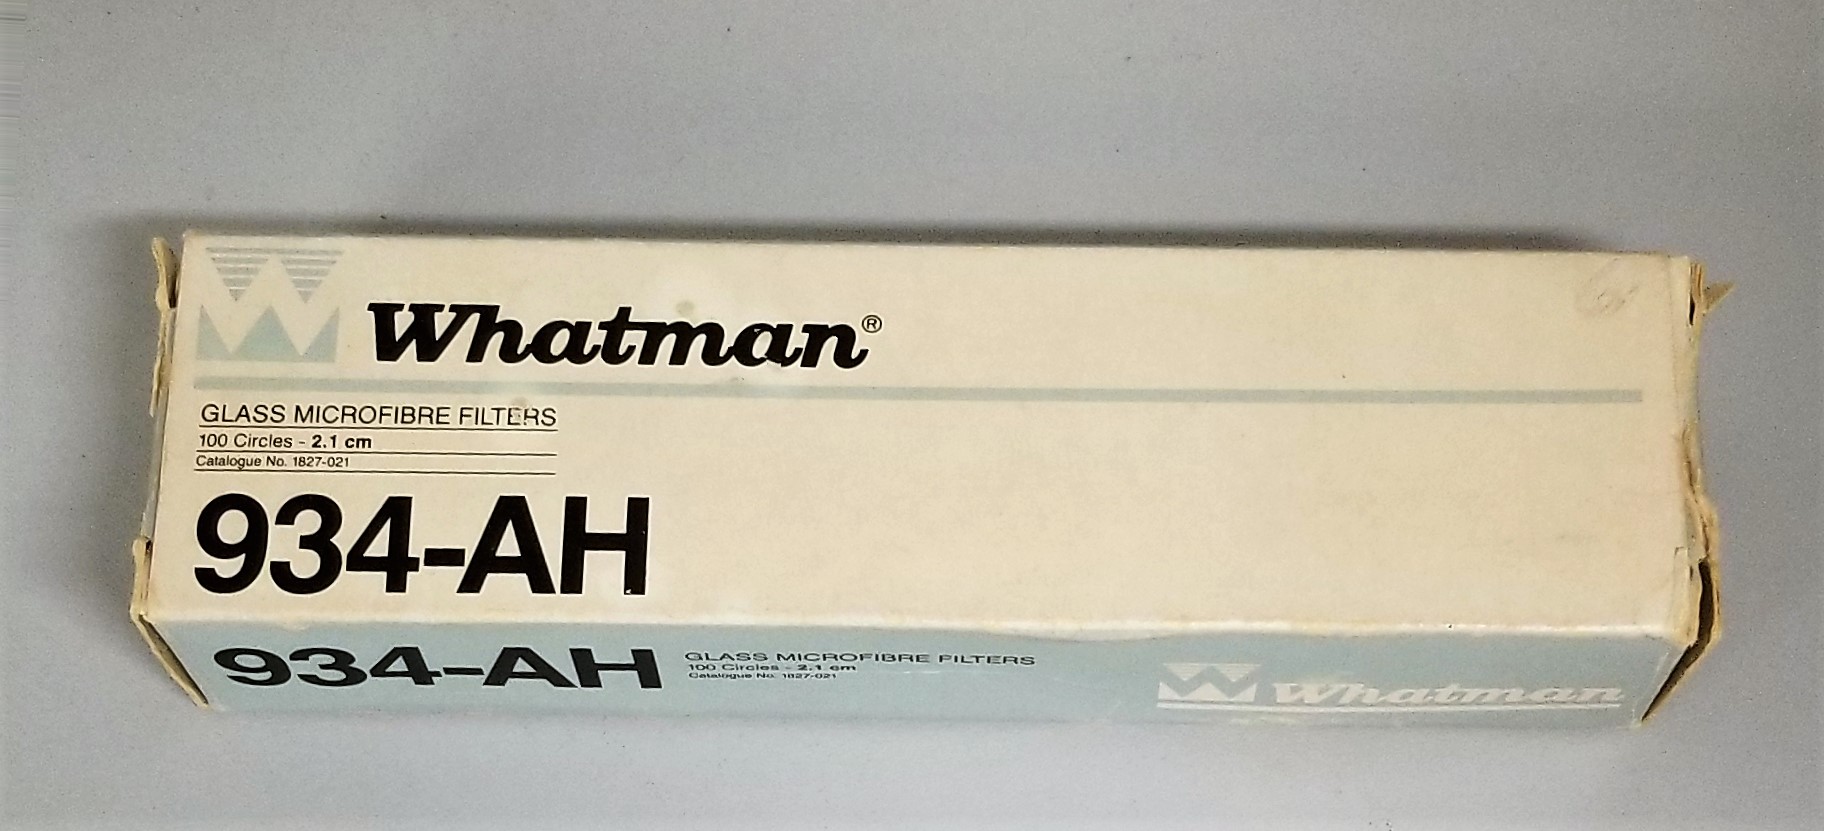 Whatman®
GLASS MICROFIBRE FILTERS
100 Circles - 2.1 cm
Catalogue No. 1827-021
934-AH
934-AH
GLASS MICROFIBRE FILTERS
100 Circles - 2.1 cm
Catalogue No. 1827-021
Whatman